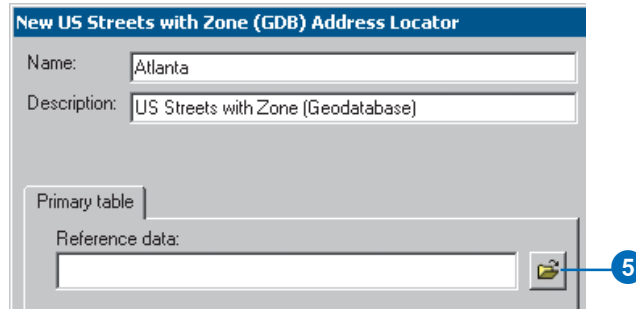 New US Streets with Zone (GDB) Address Locator
Name: Atlanta
Description: US Streets with Zone (Geodatabase)
Primary table
Reference data:
5